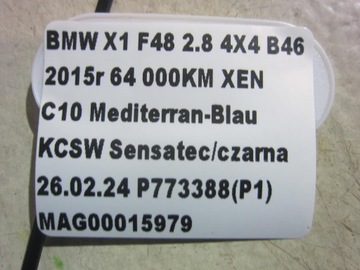 BMW X1 F48 2.8 4X4 B46
2015r 64 000KM XEN
C10 Mediterran-Blau
KCSW Sensatec/czarna
26.02.24 P773388(P1)
MAG00015979